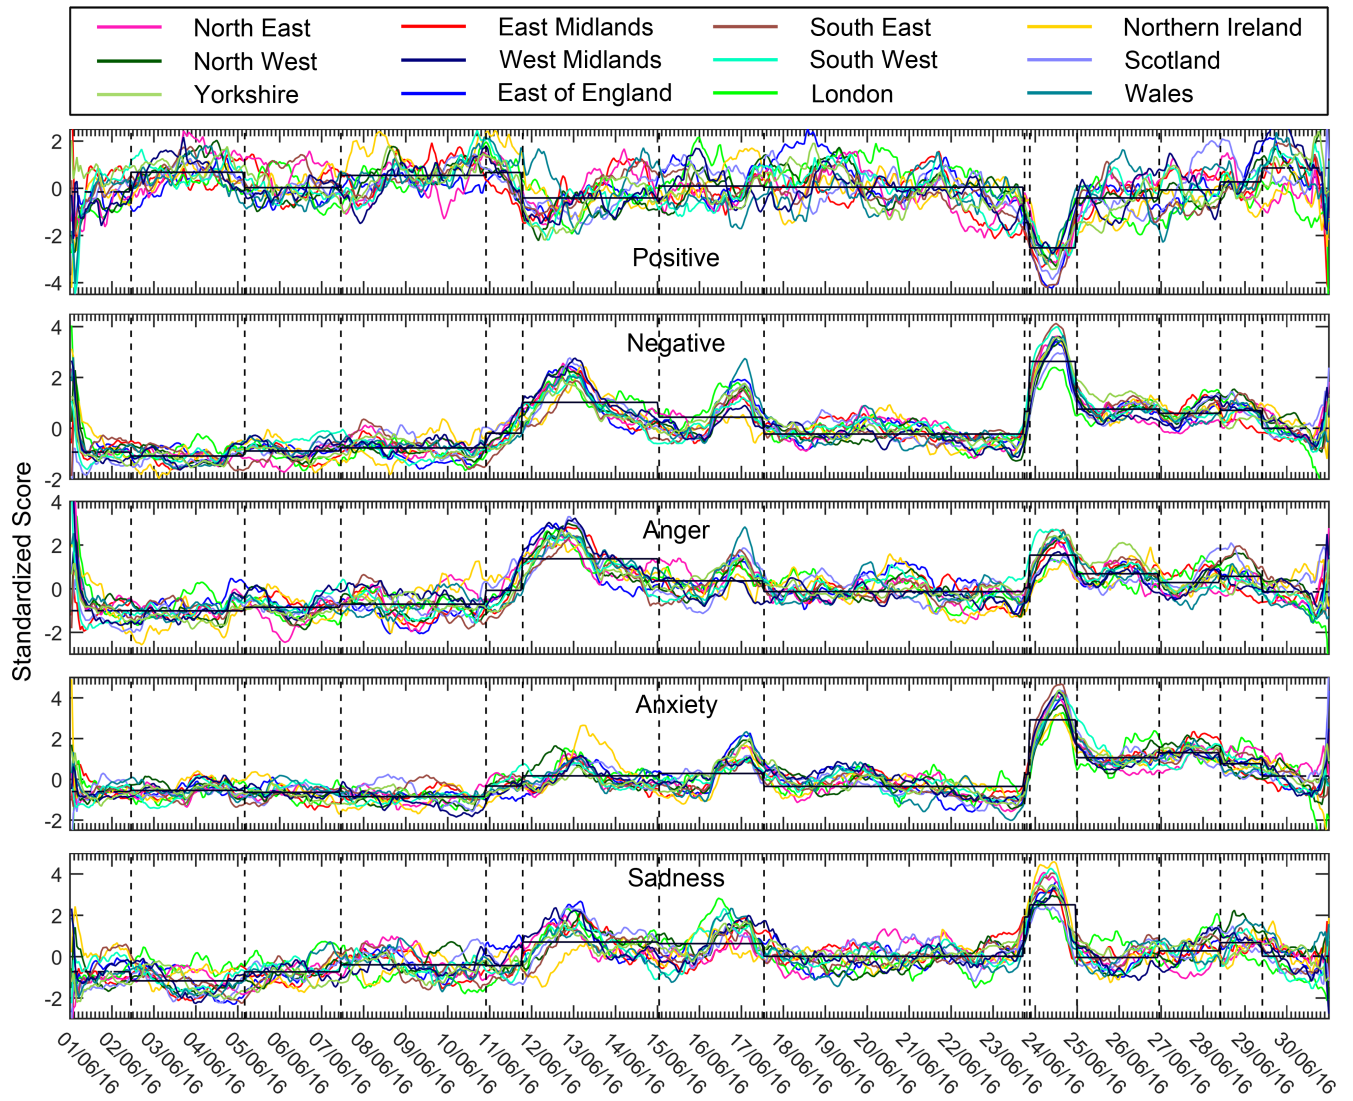 North East East Midlands South East Northern Ireland
North West West Midlands South West Scotland
Yorkshire East of England London Wales
2
0
-2
-4
Positive
4
2
0
-2
Negative
4
2
0
-2
Anger
4
2
0
-2
Anxiety
4
2
0
-2
Sadness
Standardized Score
01/06/16 02/06/16 03/06/16 04/06/16 05/06/16 06/06/16 07/06/16 08/06/16 09/06/16 10/06/16 11/06/16 12/06/16 13/06/16 14/06/16 15/06/16 16/06/16 17/06/16 18/06/16 19/06/16 20/06/16 21/06/16 22/06/16 23/06/16 24/06/16 25/06/16 26/06/16 27/06/16 28/06/16 29/06/16 30/06/16